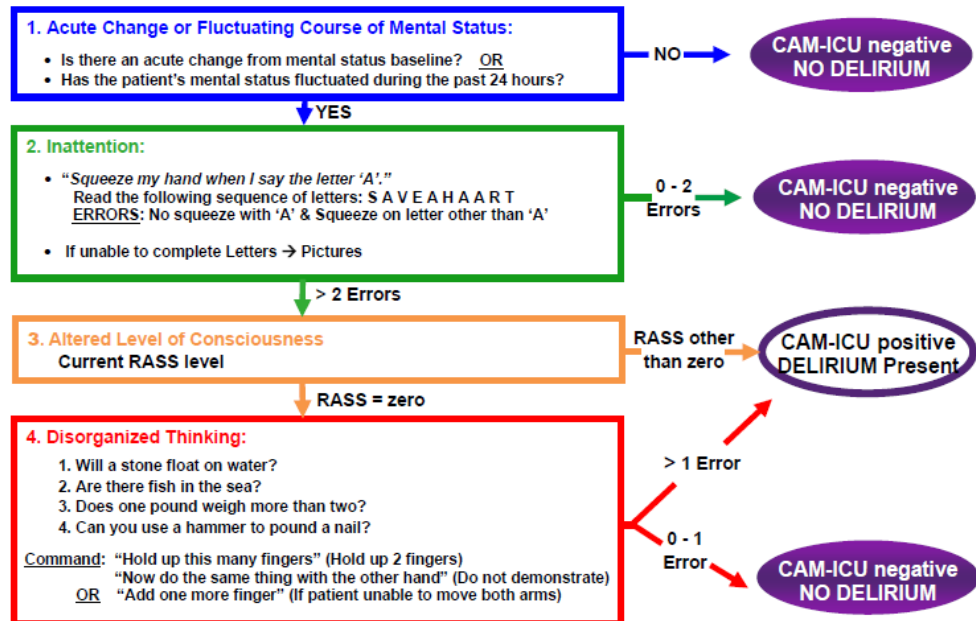 1. Acute Change or Fluctuating Course of Mental Status:
• Is there an acute change from mental status baseline? OR
• Has the patient’s mental status fluctuated during the past 24 hours?
NO
CAM-ICU negative
NO DELIRIUM
YES
2. Inattention:
• “Squeeze my hand when I say the letter ‘A’.”
Read the following sequence of letters: S A V E A H A A R T
ERRORS: No squeeze with ‘A’ & Squeeze on letter other than ‘A’
• If unable to complete Letters → Pictures
0 - 2
Errors
CAM-ICU negative
NO DELIRIUM
> 2 Errors
3. Altered Level of Consciousness
Current RASS level
RASS other
than zero
CAM-ICU positive
DELIRIUM Present
RASS = zero
4. Disorganized Thinking:
1. Will a stone float on water?
2. Are there fish in the sea?
3. Does one pound weigh more than two?
4. Can you use a hammer to pound a nail?
Command: “Hold up this many fingers” (Hold up 2 fingers)
“Now do the same thing with the other hand” (Do not demonstrate)
OR “Add one more finger” (If patient unable to move both arms)
> 1 Error
0 - 1
Error
CAM-ICU negative
NO DELIRIUM